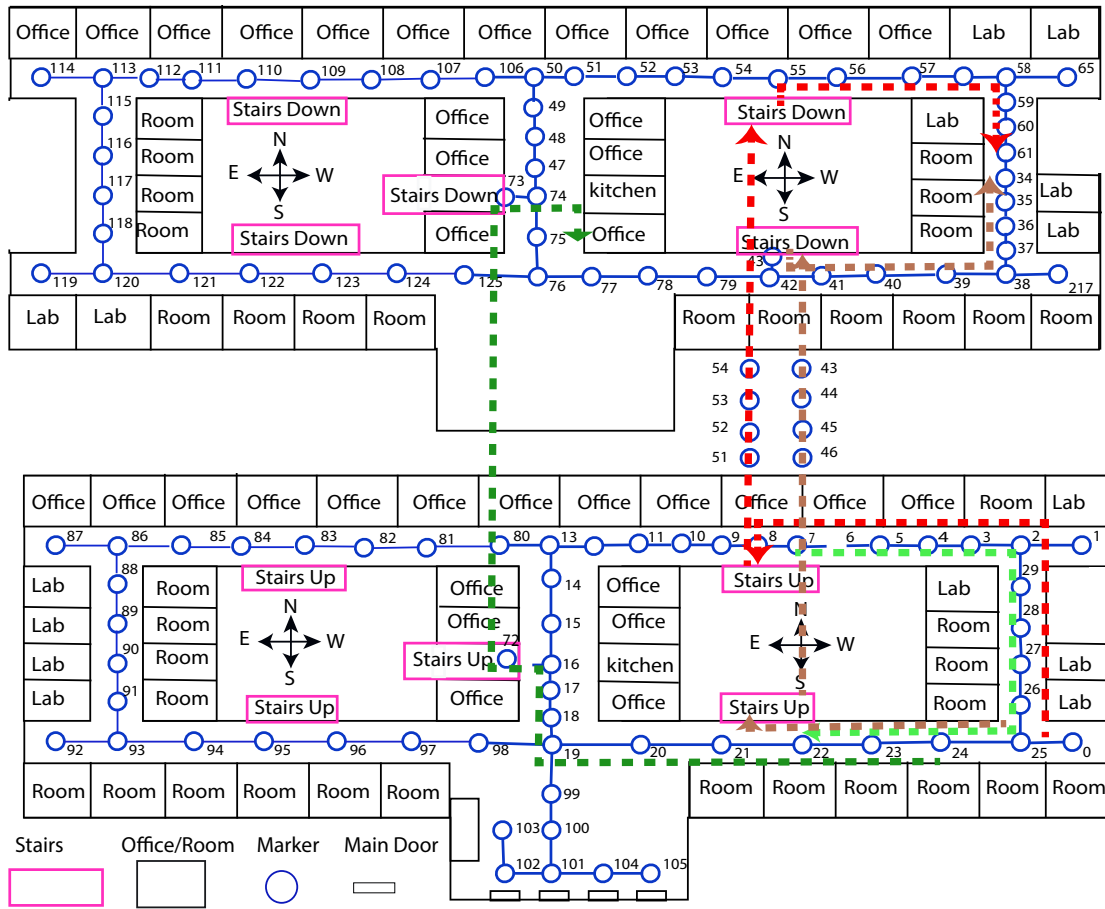 Office Office Office Office Office Office Office Office Office Office Office Office Office Lab Lab
114 113 112 111 110 109 108 107 106 50 51 52 53 54 55 56 57 58 65
115 Room Stairs Down Office 49 Office Stairs Down Lab 59 Lab
N 48 N 60
116 Room Office 47 Office Room 61
E W 73 E W 34
117 Room Stairs Down 74 kitchen Room 35 Lab
S S
118 Room Stairs Down Office 75 Office Stairs Down Room 36 Lab
43 37
119 120 121 122 123 124 125 76 77 78 79 42 41 40 39 38 217
Lab Lab Room Room Room Room Room Room Room Room Room Room
54 43
53 44
52 45
51 46
Office Office Office Office Office Office Office Office Office Office Office Office Room Lab
87 86 85 84 83 82 81 80 13 11 10 9 8 7 6 5 4 3 2 1
88 Stairs Up 14 Stairs Up 29
Lab Room Office Office Lab
89 N N 28
Lab Room Office 15 Office Room
E W 72 E W 27
Lab 90 Room Stairs Up 16 kitchen Room Lab
S 17 S 26
Lab 91 Room Stairs Up Office 18 Office Stairs Up Room Lab
92 93 94 95 96 97 98 19 20 21 22 23 24 25 0
Room Room Room Room Room Room Room Room Room Room Room
99
103 100
Stairs Office/Room Marker Main Door
102 101 104 105